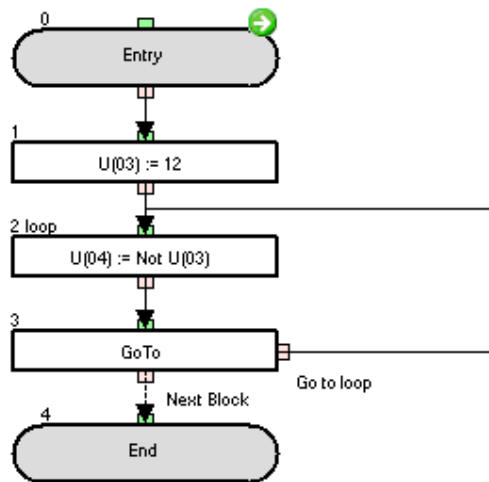 0
Entry
1
U(03) := 12
2 loop
U(04) := Not U(03)
3
GoTo
Go to loop
Next Block
4
End